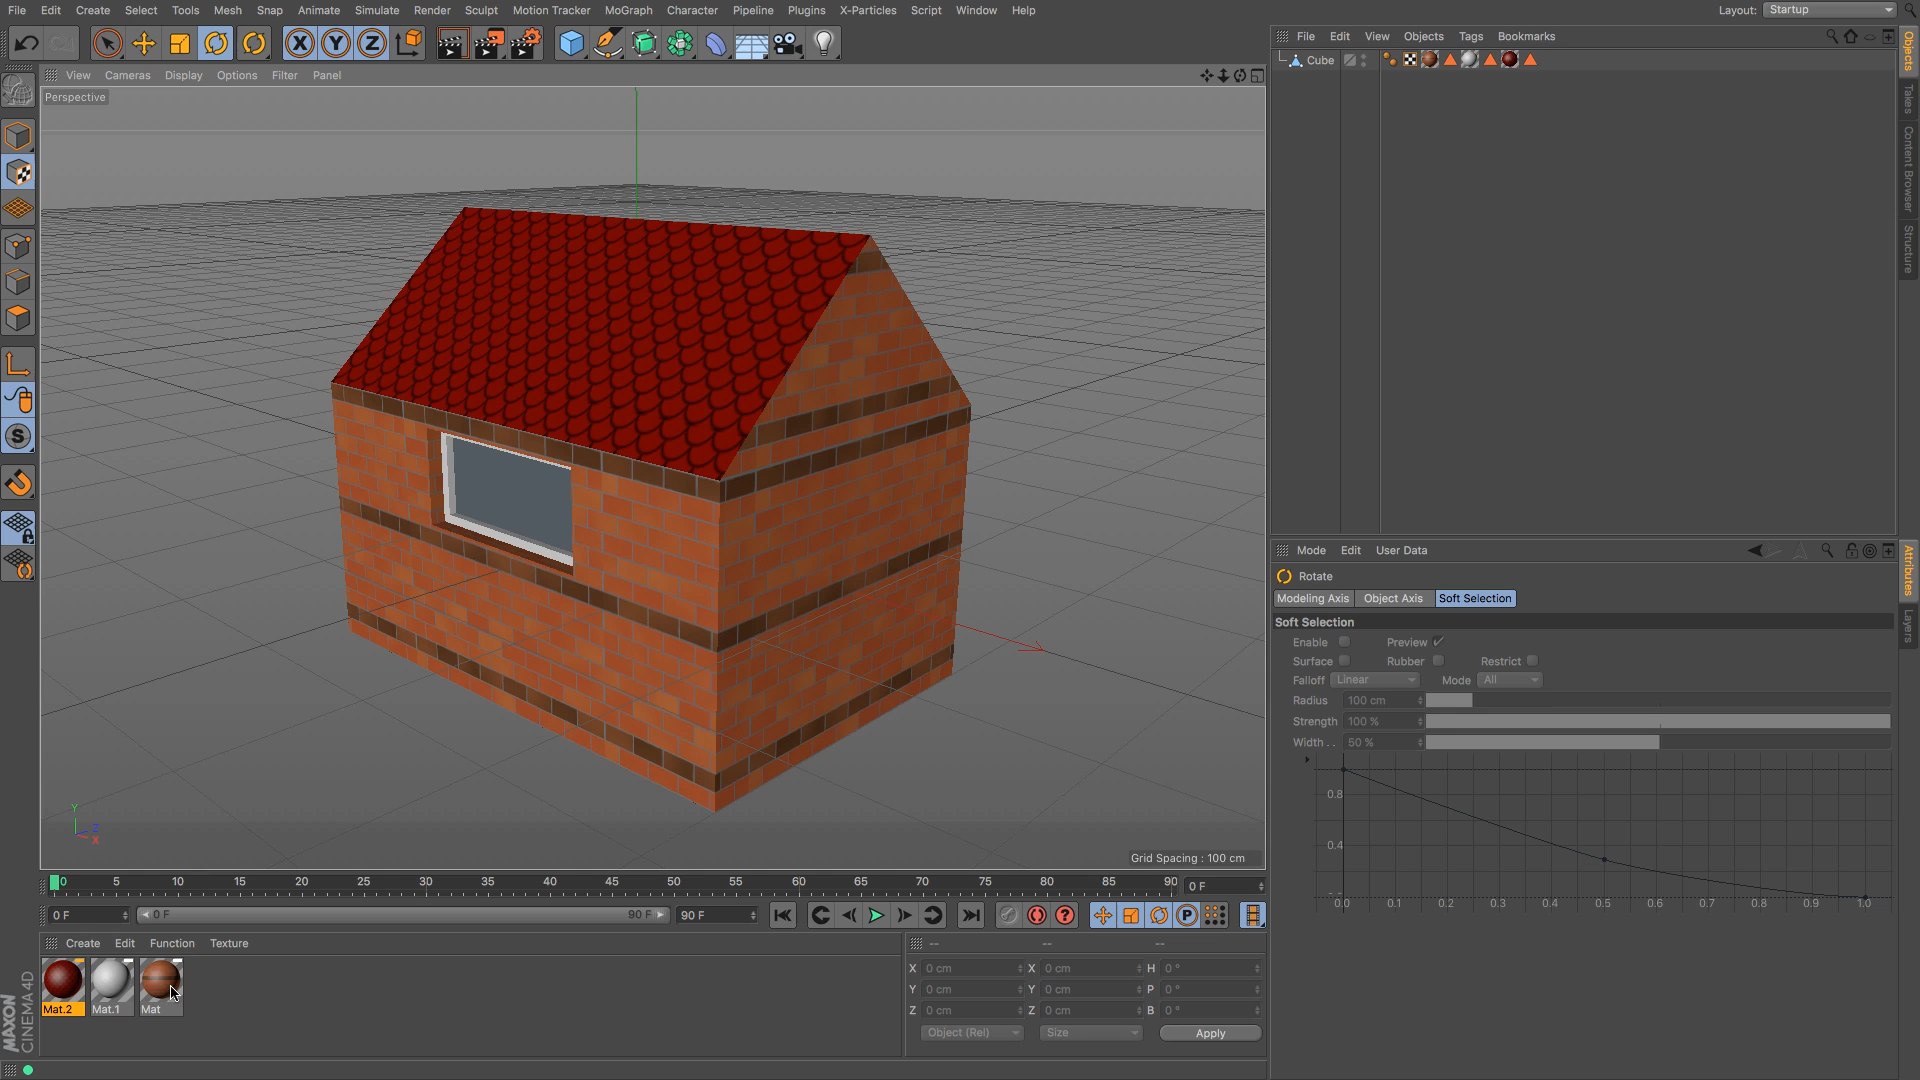 File Edit Create Select Tools Mesh Snap Animate Simulate Render Sculpt Motion Tracker MoGraph Character Pipeline Plugins X-Particles Script Window Help Layout: Startup
File Edit View Objects Tags Bookmarks
Cube
View Cameras Display Options Filter Panel
Perspective
Objects
Takes
Content Browser
Structure
X Y Z
S
Grid Spacing : 100 cm
Y
Z
X
Mode Edit User Data
Rotate
Modeling Axis Object Axis Soft Selection
Soft Selection
Enable Preview
Surface Rubber Restrict
Falloff Linear Mode All
Radius 100 cm
Strength 100 %
Width . . 50 %
0.8
0.4
0.0 0.1 0.2 0.3 0.4 0.5 0.6 0.7 0.8 0.9 1.0
Attributes
Layers
0 5 10 15 20 25 30 35 40 45 50 55 60 65 70 75 80 85 90 0 F
0 F 0 F 90 F 90 F
P
Create Edit Function Texture
-- -- --
Mat.2 Mat.1 Mat
X 0 cm X 0 cm H 0 °
Y 0 cm Y 0 cm P 0 °
Z 0 cm Z 0 cm B 0 °
Object (Rel) Size Apply
MAXON
CINEMA 4D